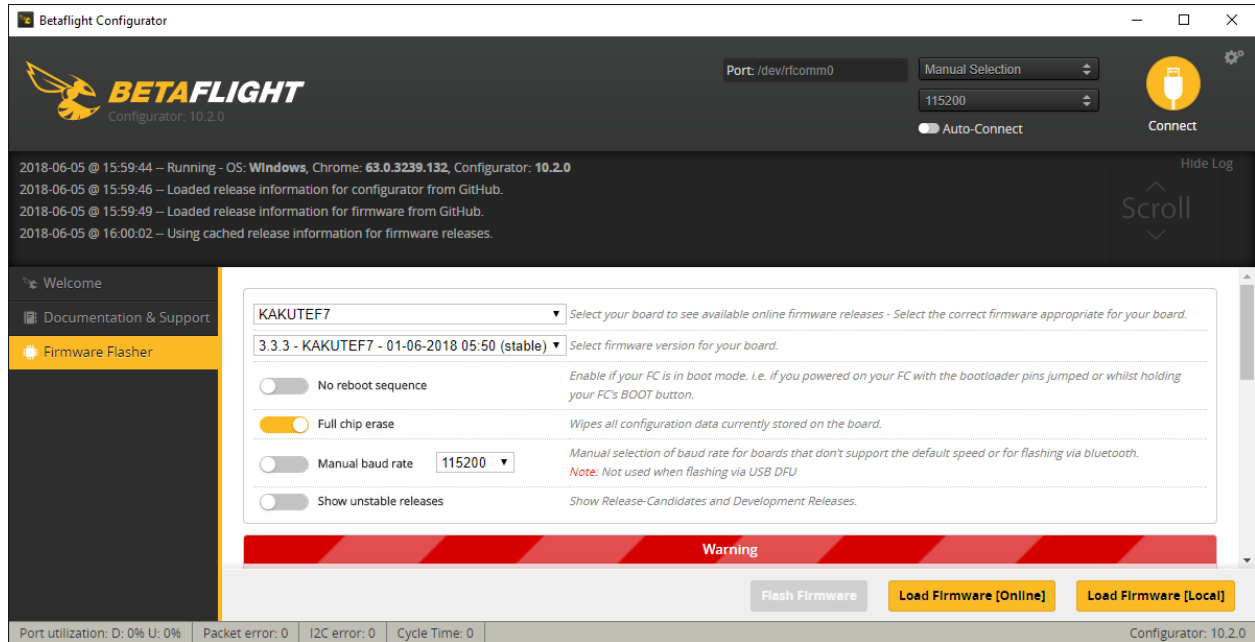 Betaflight Configurator
BETAFLIGHT
Configurator: 10.2.0
Port: /dev/rfcomm0
Manual Selection
115200
Auto-Connect
Connect
2018-06-05 @ 15:59:44 -- Running - OS: Windows, Chrome: 63.0.3239.132, Configurator: 10.2.0
2018-06-05 @ 15:59:46 -- Loaded release information for configurator from GitHub.
2018-06-05 @ 15:59:49 -- Loaded release information for firmware from GitHub.
2018-06-05 @ 16:00:02 -- Using cached release information for firmware releases.
Hide Log
Scroll
Welcome
Documentation & Support
Firmware Flasher
KAKUTEF7
Select your board to see available online firmware releases - Select the correct firmware appropriate for your board.
3.3.3 - KAKUTEF7 - 01-06-2018 05:50 (stable)
Select firmware version for your board.
No reboot sequence
Enable if your FC is in boot mode. i.e. if you powered on your FC with the bootloader pins jumped or whilst holding
your FC's BOOT button.
Full chip erase
Wipes all configuration data currently stored on the board.
Manual baud rate
115200
Manual selection of baud rate for boards that don't support the default speed or for flashing via bluetooth.
Note: Not used when flashing via USB DFU
Show unstable releases
Show Release-Candidates and Development Releases.
Warning
Flash Firmware
Load Firmware [Online]
Load Firmware [Local]
Port utilization: D: 0% U: 0%
Packet error: 0
I2C error: 0
Cycle Time: 0
Configurator: 10.2.0